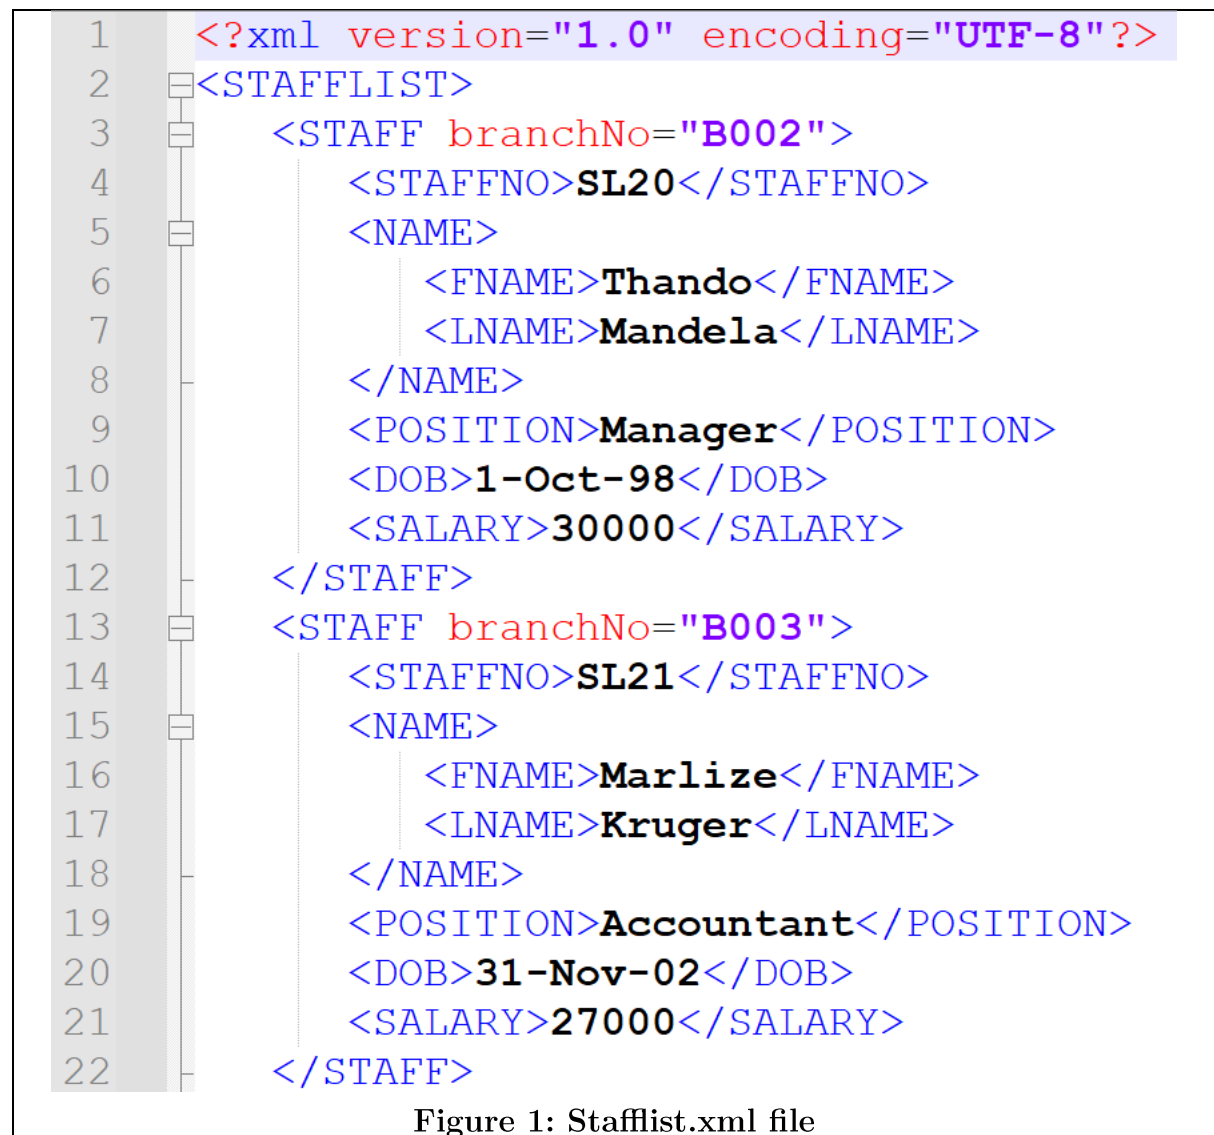 1 <?xml version="1.0" encoding="UTF-8"?>
2 <STAFFLIST>
3 <STAFF branchNo="B002">
4 <STAFFNO>SL20</STAFFNO>
5 <NAME>
6 <FNAME>Thando</FNAME>
7 <LNAME>Mandela</LNAME>
8 </NAME>
9 <POSITION>Manager</POSITION>
10 <DOB>1-Oct-98</DOB>
11 <SALARY>30000</SALARY>
12 </STAFF>
13 <STAFF branchNo="B003">
14 <STAFFNO>SL21</STAFFNO>
15 <NAME>
16 <FNAME>Marlize</FNAME>
17 <LNAME>Kruger</LNAME>
18 </NAME>
19 <POSITION>Accountant</POSITION>
20 <DOB>31-Nov-02</DOB>
21 <SALARY>27000</SALARY>
22 </STAFF>
Figure 1: Stafflist.xml file